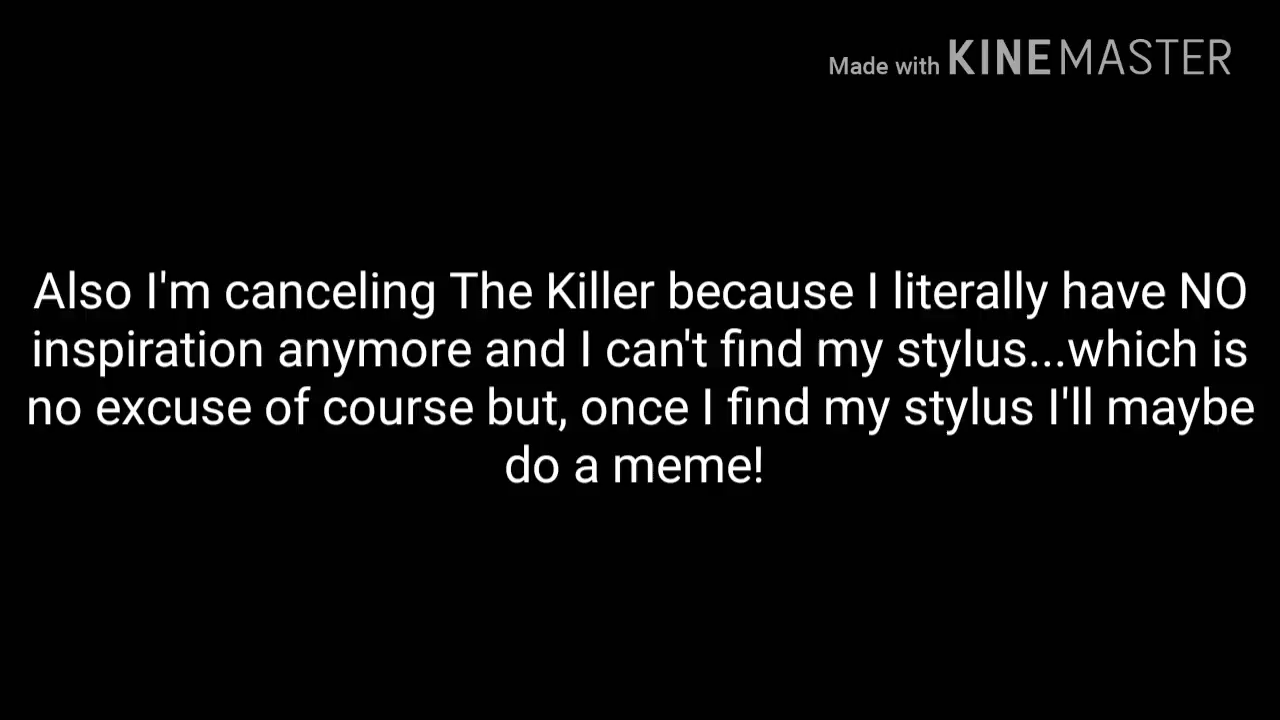 Made with KINEMASTER
Also I'm canceling The Killer because I literally have NO
inspiration anymore and I can't find my stylus...which is
no excuse of course but, once I find my stylus I'll maybe
do a meme!